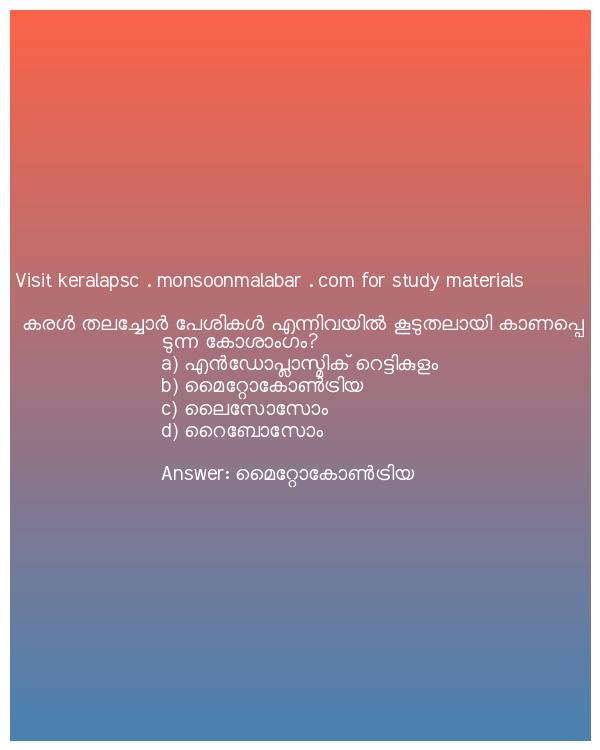 Visit keralapsc . monsoonmalabar . com for study materials
കരൾ തലച്ചോർ പേശികൾ എന്നിവയിൽ കൂടുതലായി കാണപ്പെ
ടുന്ന കോശാംഗം?
a) എൻഡോപ്ലാസ്മിക് റെട്ടികുളം
b) മൈറ്റോകോൺട്രിയ
c) ലൈസോസോം
d) റൈബോസോം
Answer: മൈറ്റോകോൺട്രിയ